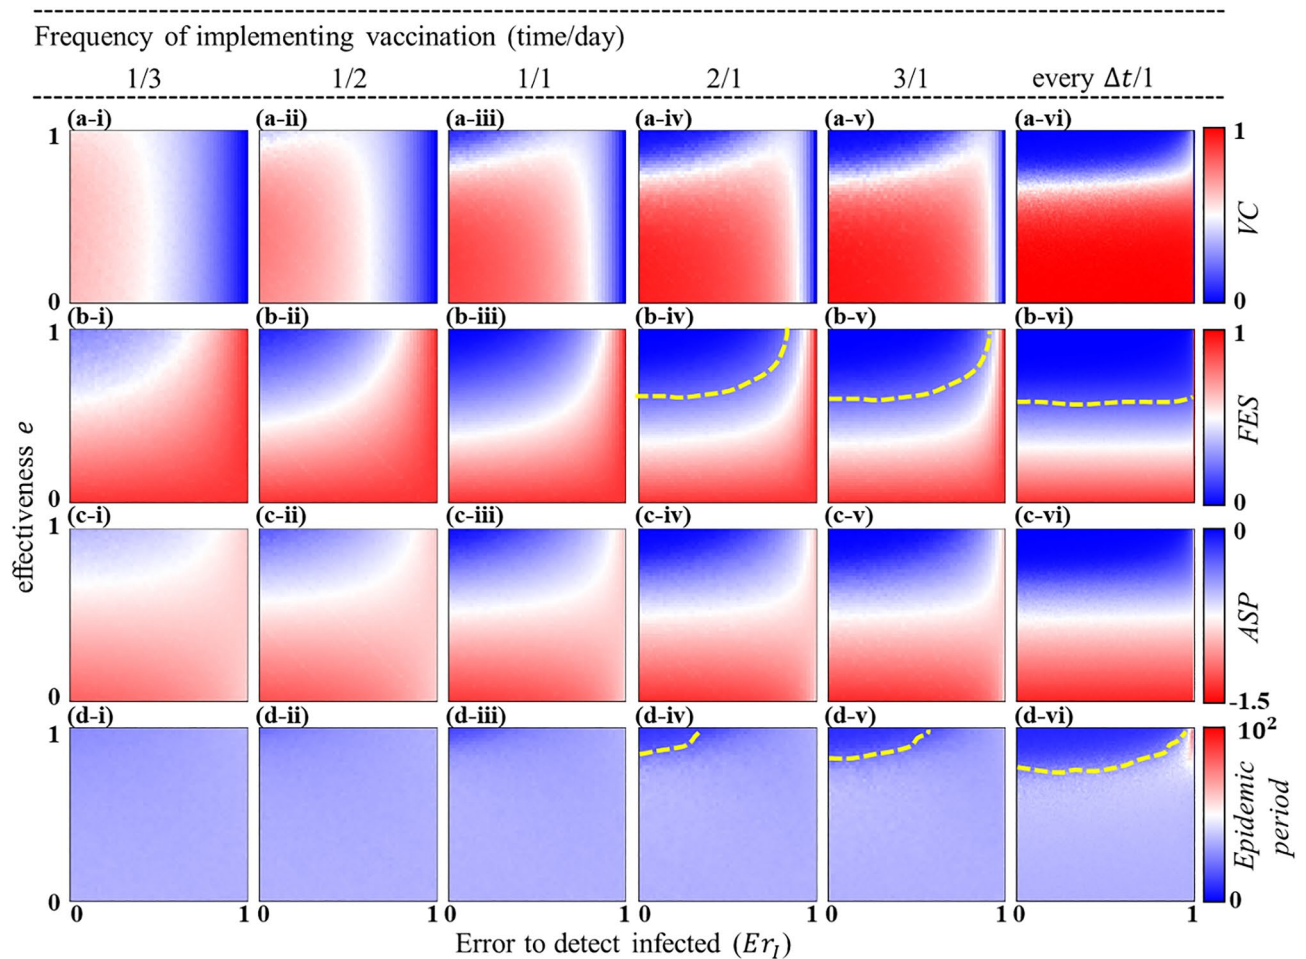 Frequency of implementing vaccination (time/day)
1/3 1/2 1/1 2/1 3/1 every Δt/1
(a-i) (a-ii) (a-iii) (a-iv) (a-v) (a-vi)
1 1
VC
0 0
(b-i) (b-ii) (b-iii) (b-iv) (b-v) (b-vi)
1 1
FES
0 0
effectiveness e
(c-i) (c-ii) (c-iii) (c-iv) (c-v) (c-vi)
1 0
ASP
0 -1.5
(d-i) (d-ii) (d-iii) (d-iv) (d-v) (d-vi)
1 10²
Epidemic
period
0 0
0 1 0 1 0 1 0 1 0 1 0 1
Error to detect infected (Er_I)